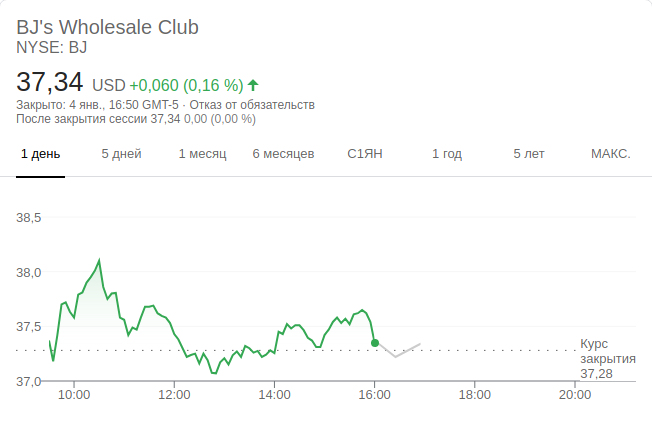 BJ's Wholesale Club
NYSE: BJ
37,34 USD +0,060 (0,16 %)
Закрыто: 4 янв., 16:50 GMT-5 · Отказ от обязательств
После закрытия сессии 37,34 0,00 (0,00 %)
1 день 5 дней 1 месяц 6 месяцев С1ЯН 1 год 5 лет МАКС.
38,5
38,0
37,5
Курс
закрытия
37,28
37,0
10:00 12:00 14:00 16:00 18:00 20:00